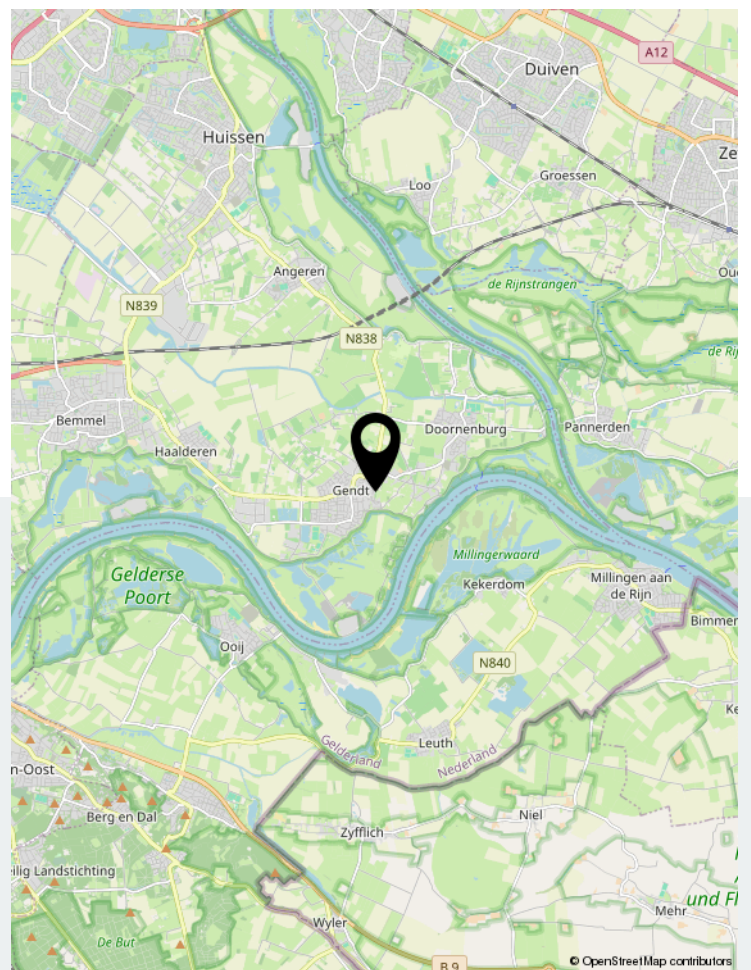 A12
Duiven
Huissen
Ze
Groessen
Loo
Angeren
Oud
de Rijnstrangen
N839
N838
de Rij
Bemmel
Doornenburg
Pannerden
Haalderen
Gendt
Millingerwaard
Gelderse
Poort
Kekerdom
Millingen aan
de Rijn
Bimmen
Ooij
N840
Ke
Leuth
Gelderland
Nederland
n-Oost
Berg en Dal
Niel
Zyfflich
eilig Landstichting
und Fl
Mehr
Wyler
De But
B 9
© OpenStreetMap contributors